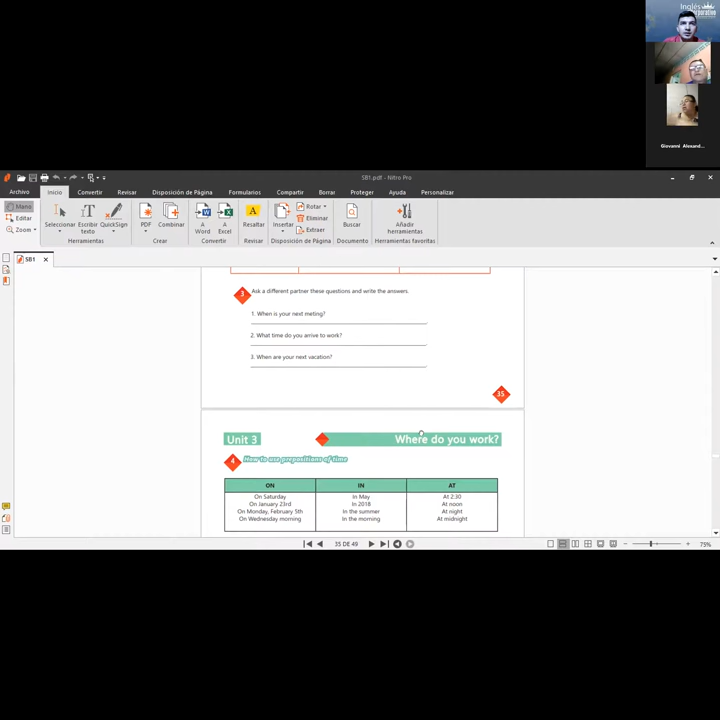 Inglés
Corporation
Giovanni Alexand...
SB1.pdf - Nitro Pro
Archivo Inicio Convertir Revisar Disposición de Página Formularios Compartir Borrar Proteger Ayuda Personalizar
Mano
Editar
Zoom
Seleccionar
Escribir texto
QuickSign
Herramientas
PDF
Combinar
Crear
A Word
A Excel
Convertir
Resaltar
Revisar
Insertar
Rotar
Eliminar
Extraer
Disposición de Página
Buscar
Documento
Añadir herramientas
Herramientas favoritas
SB1
3 Ask a different partner these questions and write the answers.
1. When is your next meting?
2. What time do you arrive to work?
3. When are your next vacation?
35
Unit 3 Where do you work?
4 How to use prepositions of time
ON IN AT
On Saturday In May At 2:30
On January 23rd In 2018 At noon
On Monday, February 5th In the summer At night
On Wednesday morning In the morning At midnight
35 DE 49
75%